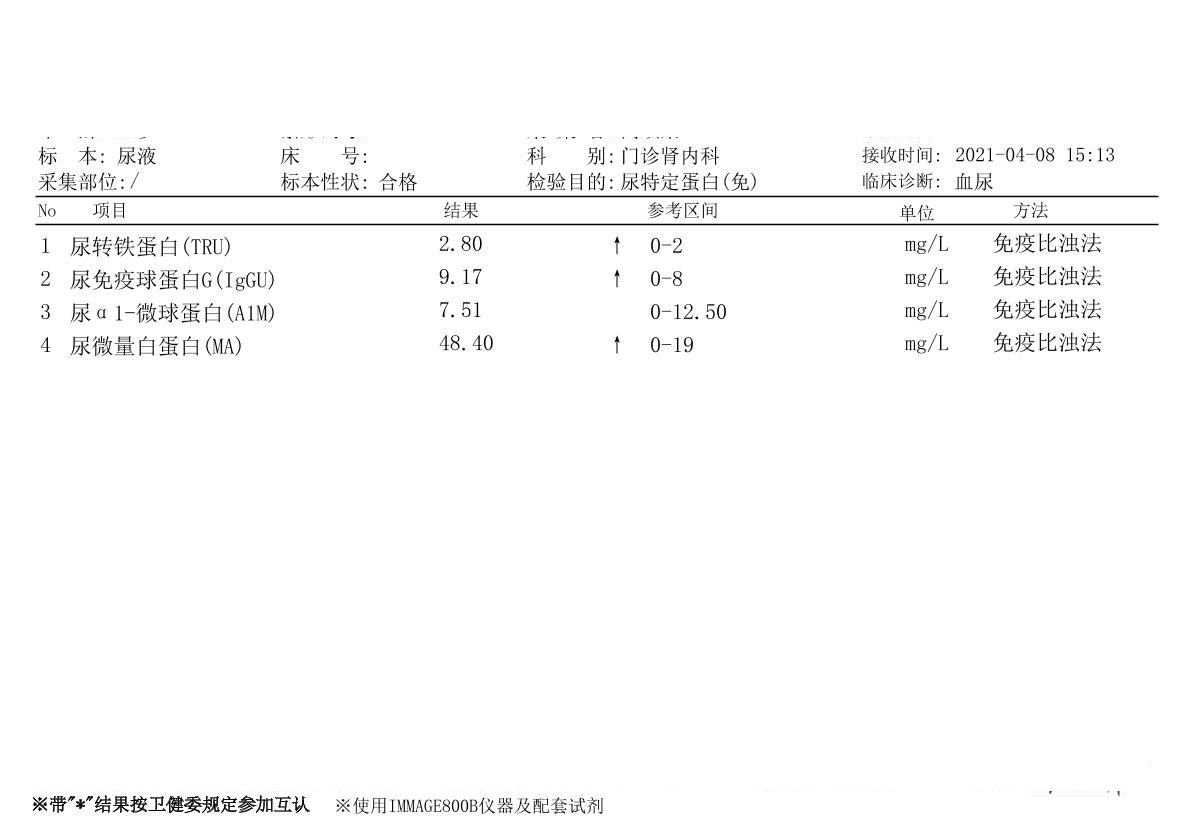 标 本: 尿液 床 号: 科 别: 门诊肾内科 接收时间: 2021-04-08 15:13
采集部位:/ 标本性状: 合格 检验目的: 尿特定蛋白(免) 临床诊断: 血尿
No 项目 结果 参考区间 单位 方法
1 尿转铁蛋白(TRU) 2.80 ↑ 0-2 mg/L 免疫比浊法
2 尿免疫球蛋白G(IgGU) 9.17 ↑ 0-8 mg/L 免疫比浊法
3 尿α1-微球蛋白(A1M) 7.51 0-12.50 mg/L 免疫比浊法
4 尿微量白蛋白(MA) 48.40 ↑ 0-19 mg/L 免疫比浊法
※带"*"结果按卫健委规定参加互认 ※使用IMMAGE800B仪器及配套试剂